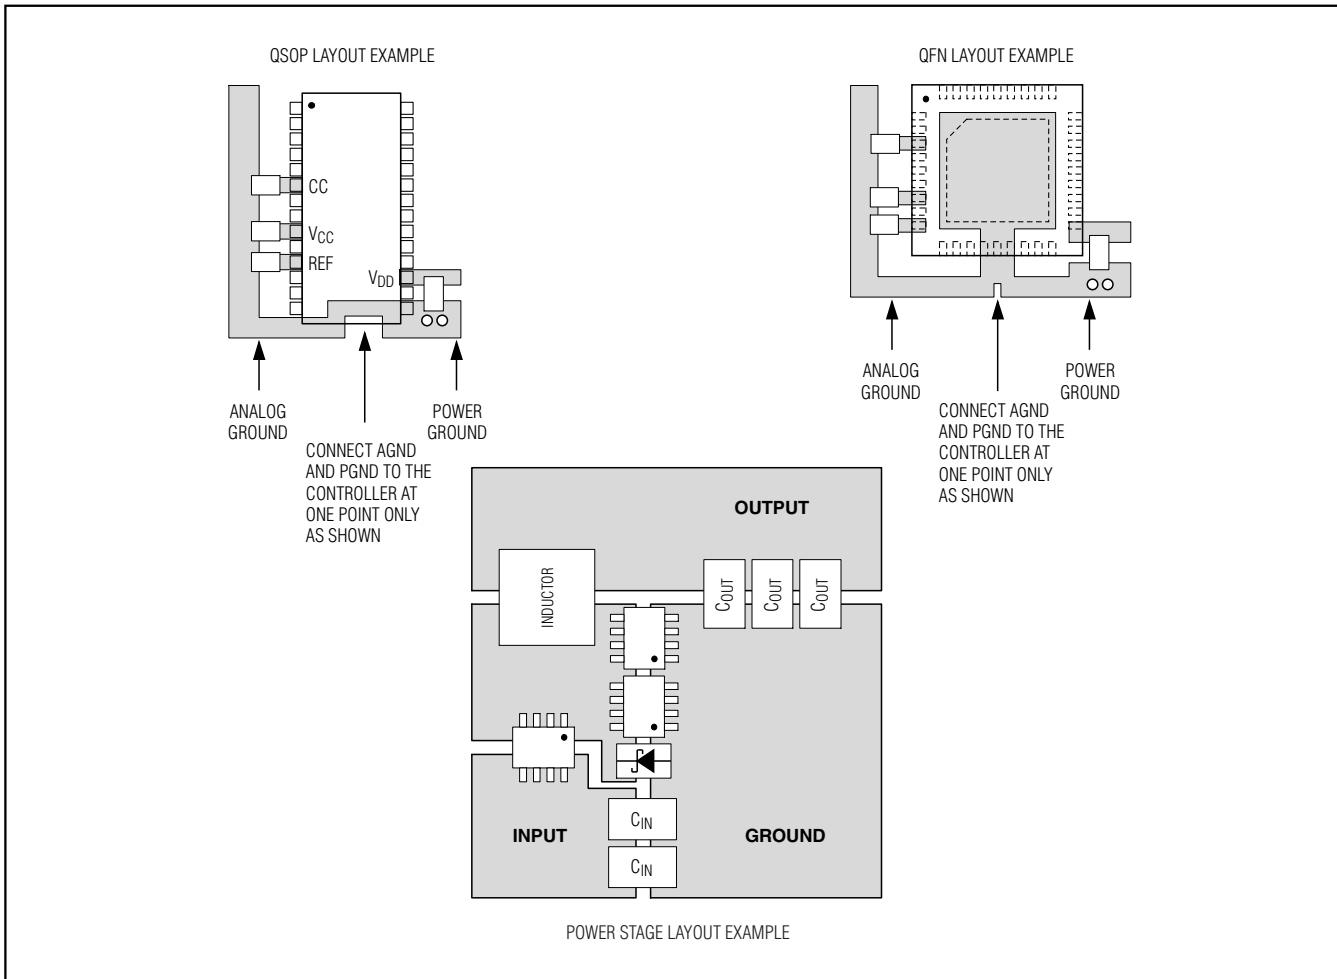 QSOP LAYOUT EXAMPLE
CC
VCC
REF
VDD
ANALOG
GROUND
POWER
GROUND
CONNECT AGND
AND PGND TO THE
CONTROLLER AT
ONE POINT ONLY
AS SHOWN
QFN LAYOUT EXAMPLE
ANALOG
GROUND
POWER
GROUND
CONNECT AGND
AND PGND TO THE
CONTROLLER AT
ONE POINT ONLY
AS SHOWN
OUTPUT
INDUCTOR
COUT
COUT
COUT
INPUT
CIN
CIN
GROUND
POWER STAGE LAYOUT EXAMPLE